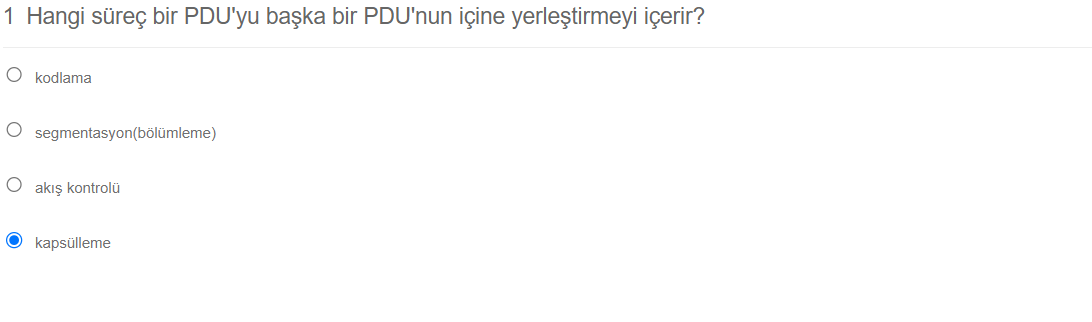 1 Hangi süreç bir PDU'yu başka bir PDU'nun içine yerleştirmeyi içerir?
kodlama
segmentasyon(bölümleme)
akış kontrolü
kapsülleme